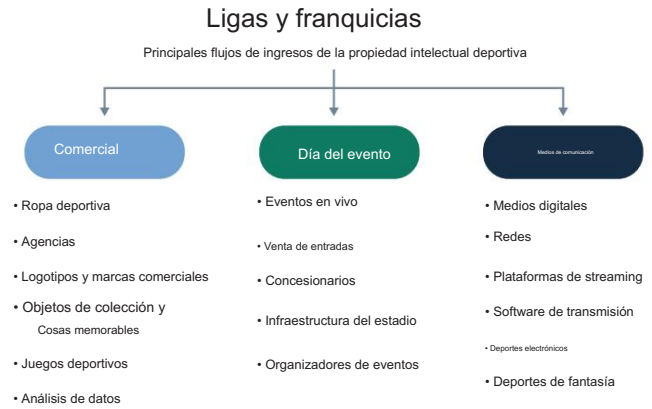 Ligas y franquicias
Principales flujos de ingresos de la propiedad intelectual deportiva
Comercial
• Ropa deportiva
• Agencias
• Logotipos y marcas comerciales
• Objetos de colección y
Cosas memorables
• Juegos deportivos
• Análisis de datos
Día del evento
• Eventos en vivo
• Venta de entradas
• Concesionarios
• Infraestructura del estadio
• Organizadores de eventos
Medios de comunicación
• Medios digitales
• Redes
• Plataformas de streaming
• Software de transmisión
• Deportes electrónicos
• Deportes de fantasía